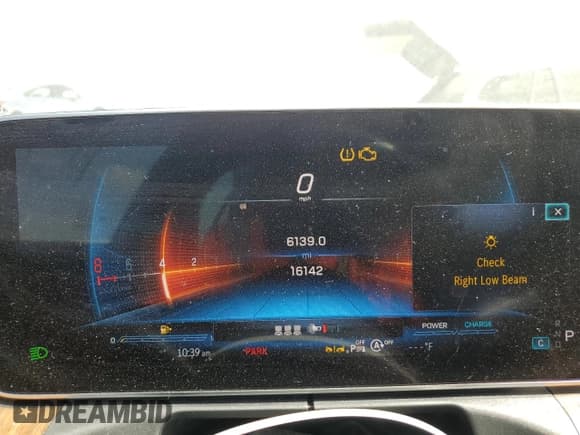 0
mph
i
6139.0
mi
16142
Check
Right Low Beam
8 6 4 2
POWER CHARGE
0
10:39 am
PARK
OFF OFF
P A
°F
C
R
N
D
P
DREAMBID